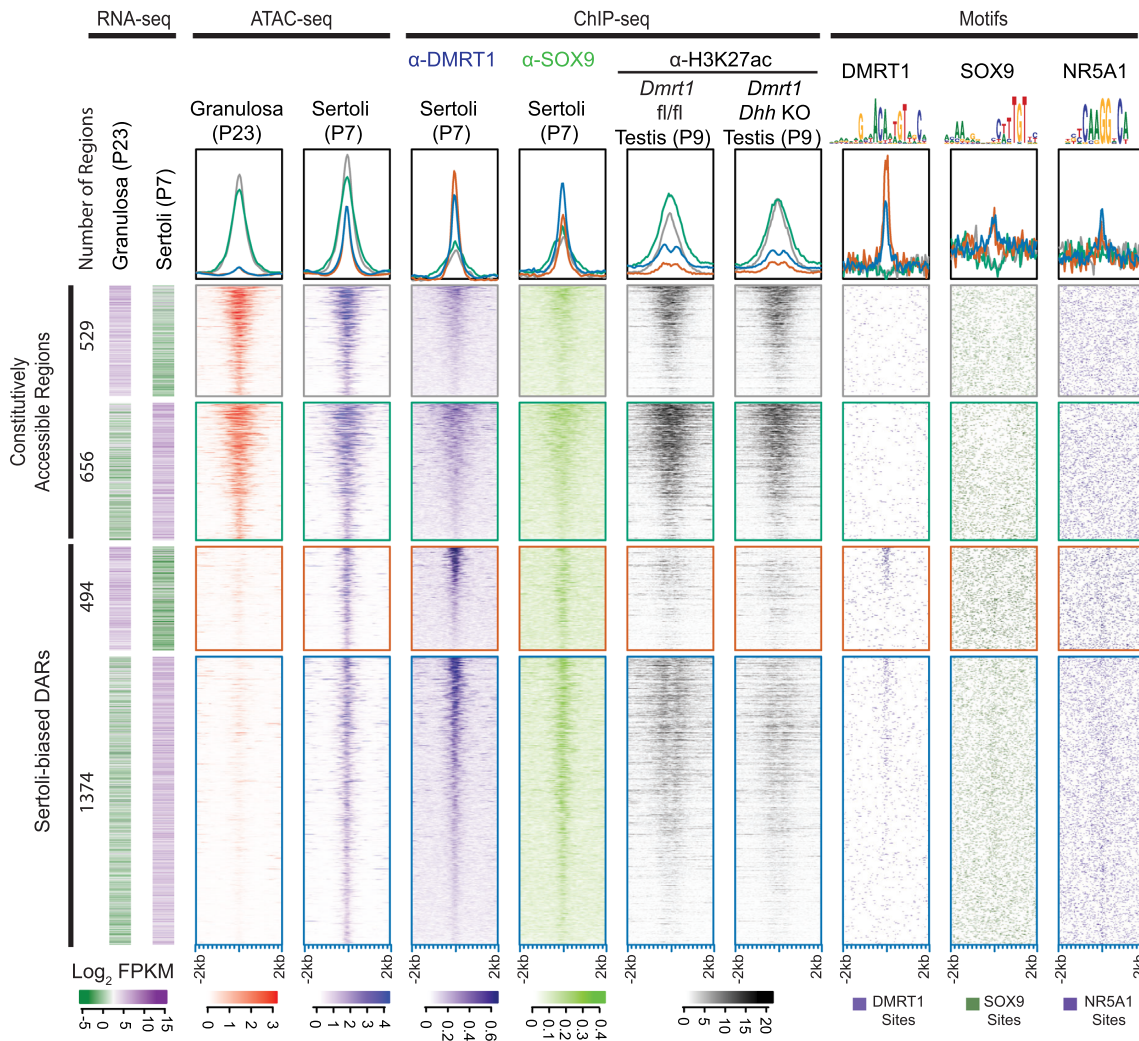 RNA-seq
ATAC-seq
ChIP-seq
Motifs
α-DMRT1
α-SOX9
α-H3K27ac
DMRT1
SOX9
NR5A1
Number of Regions
Granulosa (P23)
Sertoli (P7)
Granulosa
(P23)
Sertoli
(P7)
Sertoli
(P7)
Sertoli
(P7)
Dmrt1
fl/fl
Testis (P9)
Dmrt1
Dhh KO
Testis (P9)
Constitutively
Accessible Regions
529
656
Sertoli-biased DARs
494
1374
-2kb 2kb
-2kb 2kb
-2kb 2kb
-2kb 2kb
-2kb 2kb
-2kb 2kb
-2kb 2kb
-2kb 2kb
-2kb 2kb
Log2 FPKM
-5 0 5 10 15
0 1 2 3
0 1 2 3 4
0 0.2 0.4 0.6
0 0.1 0.2 0.3 0.4
0 5 10 15 20
DMRT1
Sites
SOX9
Sites
NR5A1
Sites